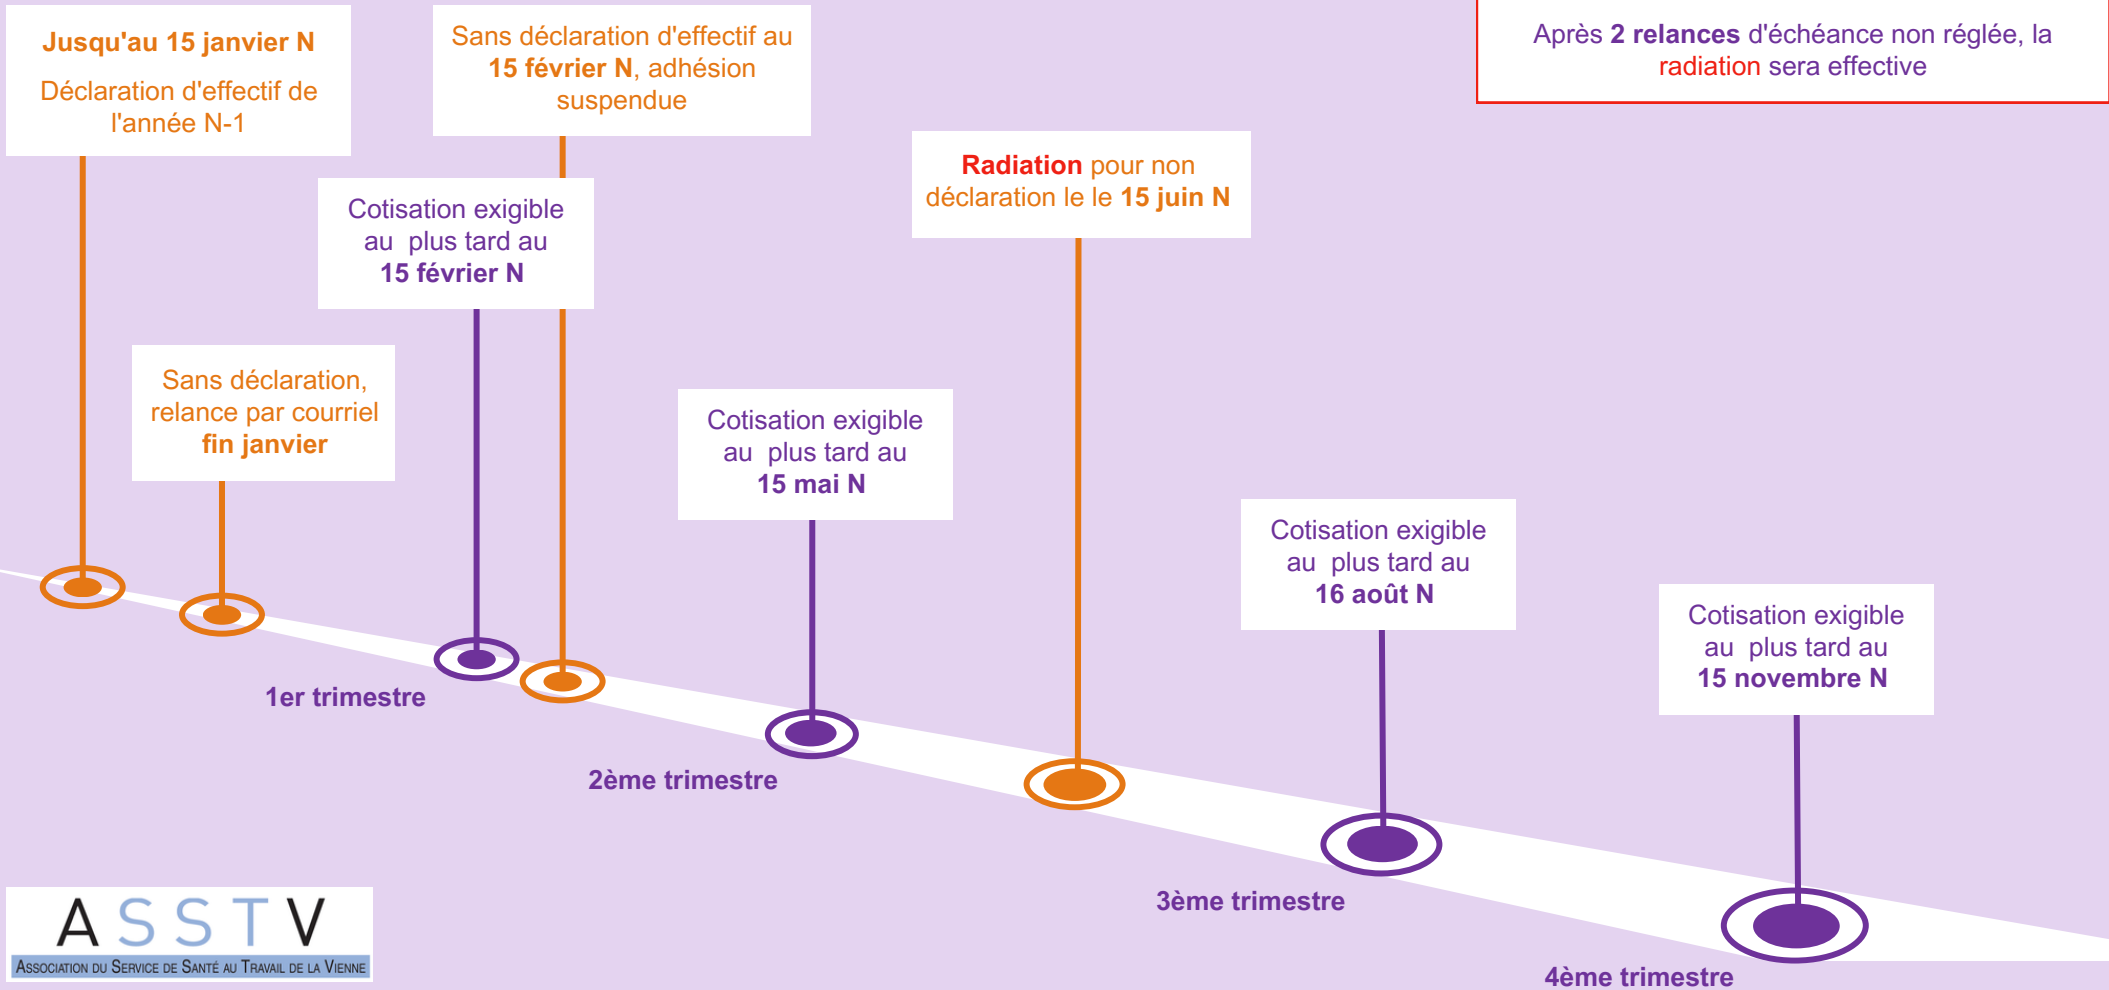 Jusqu'au 15 janvier N
Déclaration d'effectif de
l'année N-1
Sans déclaration d'effectif au
15 février N, adhésion
suspendue
Après 2 relances d'échéance non réglée, la
radiation sera effective
Radiation pour non
déclaration le le 15 juin N
Cotisation exigible
au plus tard au
15 février N
Sans déclaration,
relance par courriel
fin janvier
Cotisation exigible
au plus tard au
15 mai N
Cotisation exigible
au plus tard au
16 août N
Cotisation exigible
au plus tard au
15 novembre N
1er trimestre
2ème trimestre
3ème trimestre
4ème trimestre
ASSTV
ASSOCIATION DU SERVICE DE SANTÉ AU TRAVAIL DE LA VIENNE